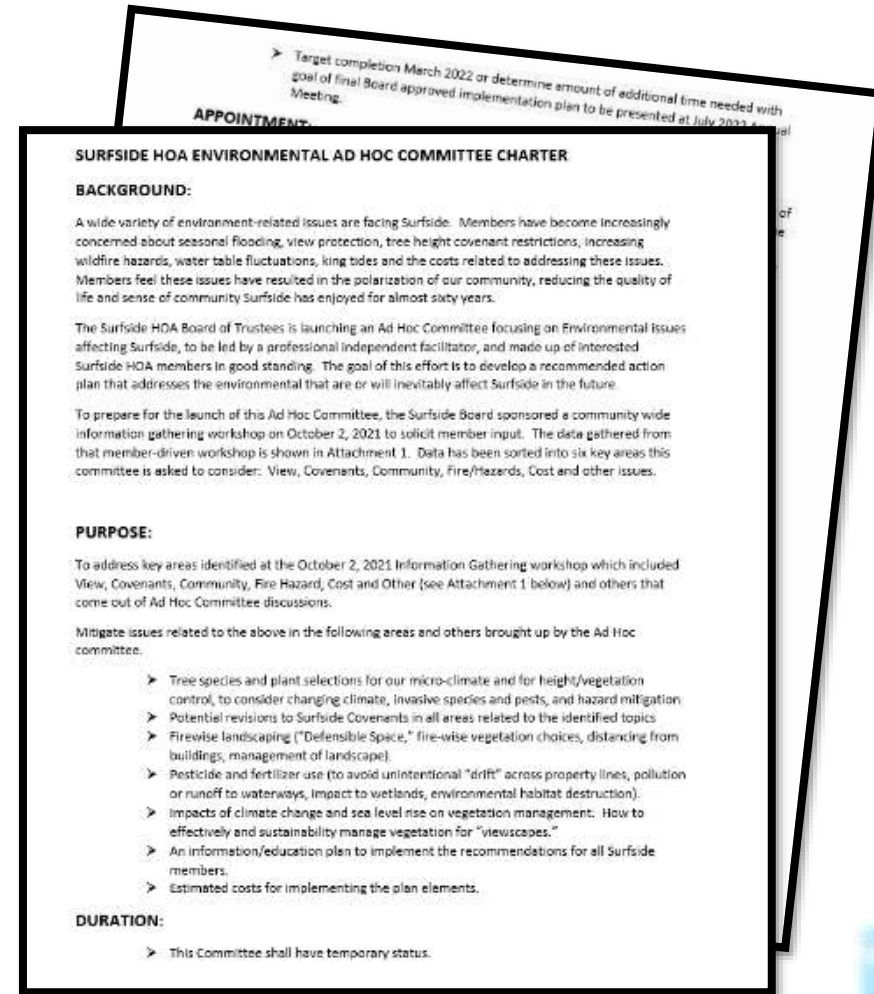 ➤ Target completion March 2022 or determine amount of additional time needed with
goal of final Board approved implementation plan to be presented at July 2022
Meeting.
APPOINTMENT:
of
SURFSIDE HOA ENVIRONMENTAL AD HOC COMMITTEE CHARTER
BACKGROUND:
A wide variety of environment-related issues are facing Surfside. Members have become increasingly
concerned about seasonal flooding, view protection, tree height covenant restrictions, increasing
wildfire hazards, water table fluctuations, king tides and the costs related to addressing these issues.
Members feel these issues have resulted in the polarization of our community, reducing the quality of
life and sense of community Surfside has enjoyed for almost sixty years.
The Surfside HOA Board of Trustees is launching an Ad Hoc Committee focusing on Environmental issues
affecting Surfside, to be led by a professional independent facilitator, and made up of interested
Surfside HOA members in good standing. The goal of this effort is to develop a recommended action
plan that addresses the environmental that are or will inevitably affect Surfside in the future.
To prepare for the launch of this Ad Hoc Committee, the Surfside Board sponsored a community wide
information gathering workshop on October 2, 2021 to solicit member input. The data gathered from
that member-driven workshop is shown in Attachment 1. Data has been sorted into six key areas this
committee is asked to consider: View, Covenants, Community, Fire/Hazards, Cost and other issues.
PURPOSE:
To address key areas identified at the October 2, 2021 Information Gathering workshop which included
View, Covenants, Community, Fire Hazard, Cost and Other (see Attachment 1 below) and others that
come out of Ad Hoc Committee discussions.
Mitigate issues related to the above in the following areas and others brought up by the Ad Hoc
committee.
➤ Tree species and plant selections for our micro-climate and for height/vegetation
control, to consider changing climate, invasive species and pests, and hazard mitigation
➤ Potential revisions to Surfside Covenants in all areas related to the identified topics
➤ Firewise landscaping ("Defensible Space," fire-wise vegetation choices, distancing from
buildings, management of landscape).
➤ Pesticide and fertilizer use (to avoid unintentional "drift" across property lines, pollution
or runoff to waterways, impact to wetlands, environmental habitat destruction).
➤ Impacts of climate change and sea level rise on vegetation management. How to
effectively and sustainability manage vegetation for "viewscapes."
➤ An information/education plan to implement the recommendations for all Surfside
members.
➤ Estimated costs for implementing the plan elements.
DURATION:
➤ This Committee shall have temporary status.